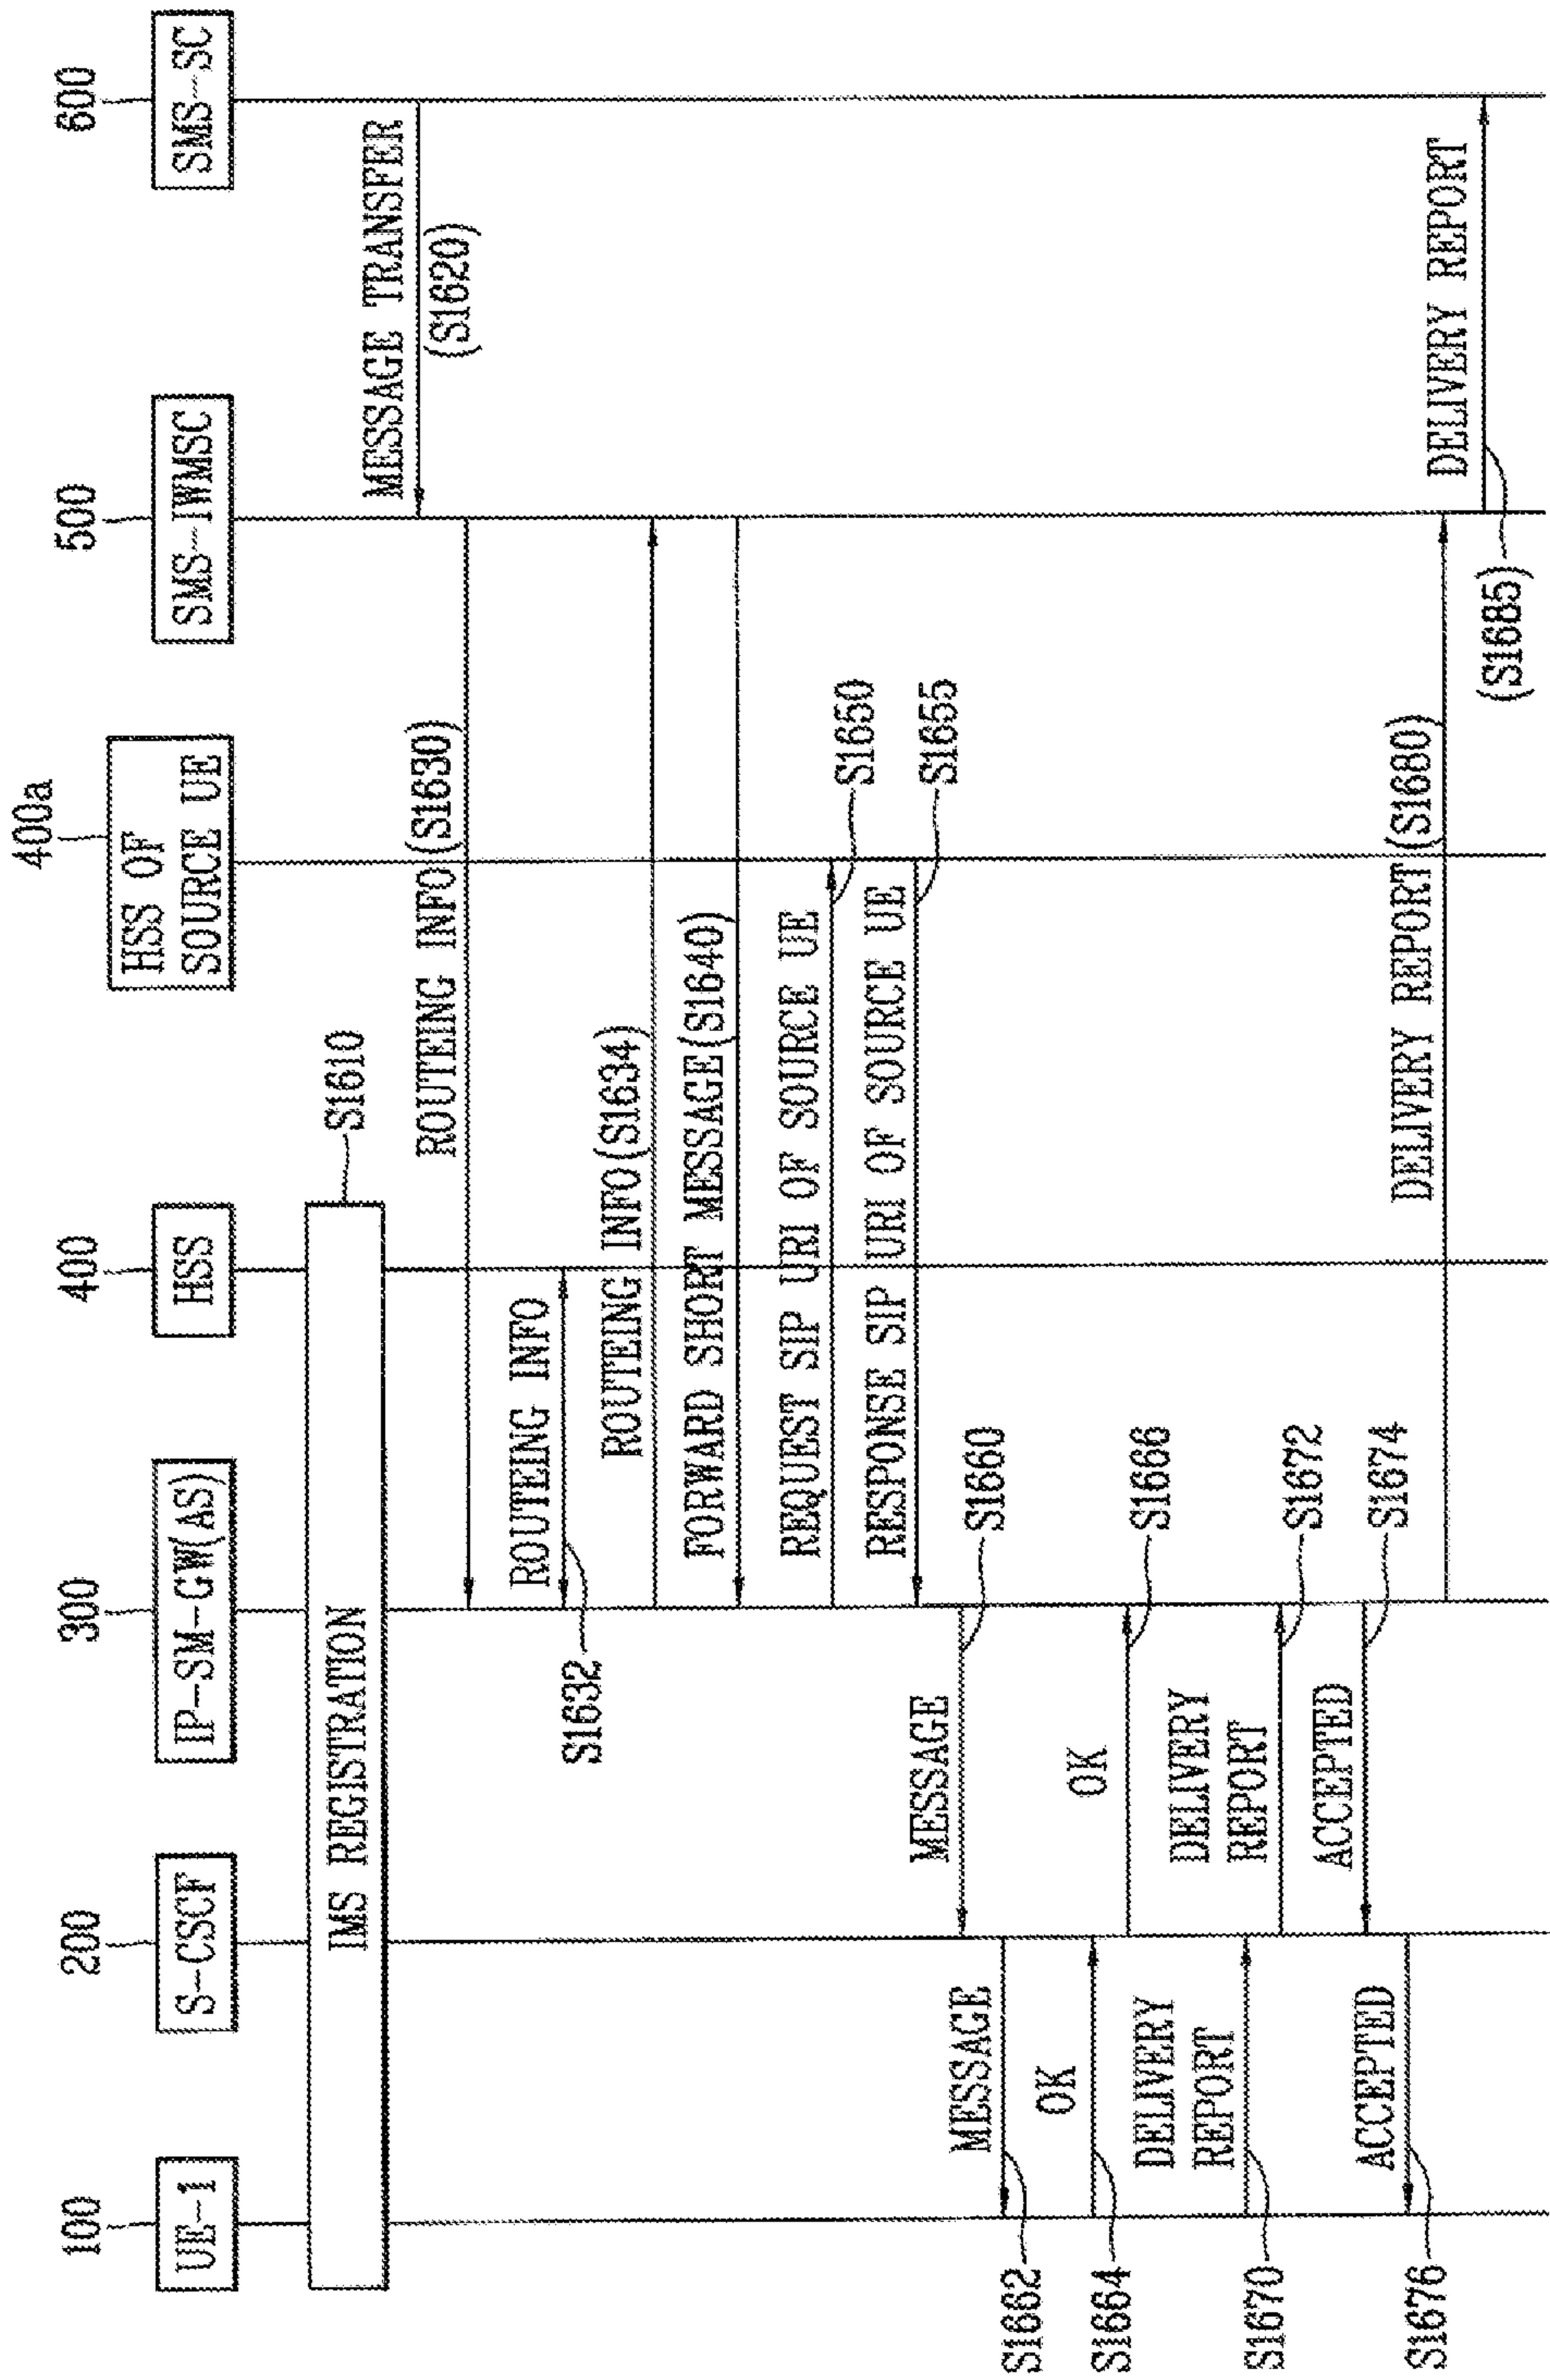 100
200
300
400
400a
500
600
UE-1
S-CSCF
IP-SM-GW(AS)
HSS
HSS OF
SOURCE UE
SMS-IWMSC
SMS-SC
IMS REGISTRATION
S1610
MESSAGE TRANSFER
(S1620)
ROUTEING INFO(S1630)
ROUTEING INFO
S1632
ROUTEING INFO(S1634)
FORWARD SHORT MESSAGE(S1640)
REQUEST SIP URI OF SOURCE UE
S1650
RESPONSE SIP URI OF SOURCE UE
S1655
MESSAGE
S1660
MESSAGE
S1662
OK
S1664
OK
S1666
DELIVERY
REPORT
S1670
DELIVERY
REPORT
S1672
ACCEPTED
S1674
ACCEPTED
S1676
DELIVERY REPORT(S1680)
DELIVERY REPORT
(S1685)